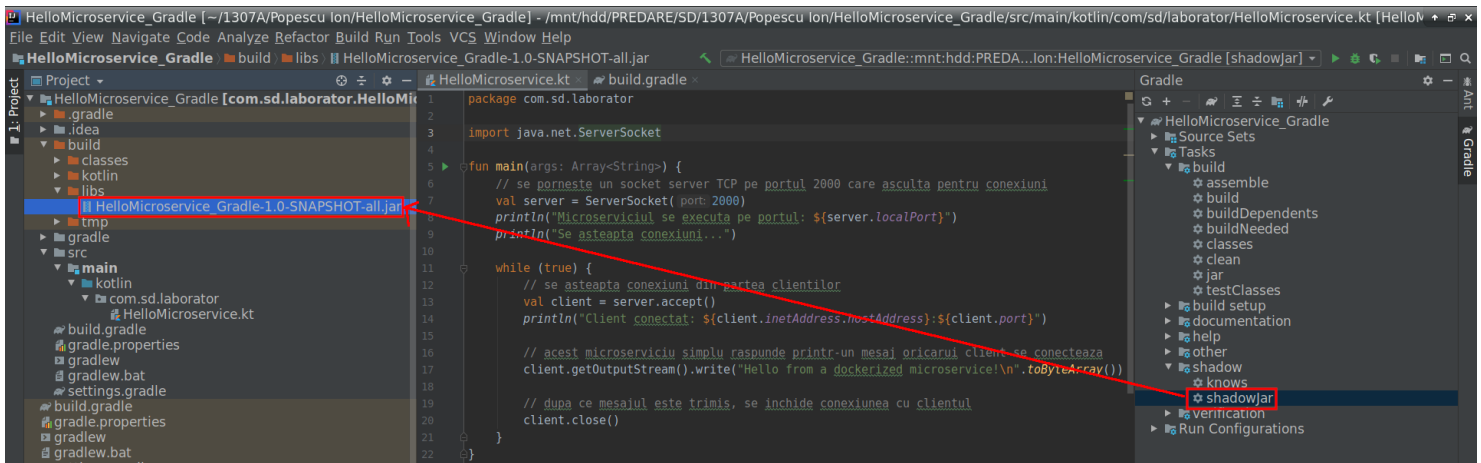 HelloMicroservice_Gradle [~/1307A/Popescu Ion/HelloMicroservice_Gradle] - /mnt/hdd/PREDARE/SD/1307A/Popescu Ion/HelloMicroservice_Gradle/src/main/kotlin/com/sd/laborator/HelloMicroservice.kt [HelloM
File Edit View Navigate Code Analyze Refactor Build Run Tools VCS Window Help
HelloMicroservice_Gradle build libs HelloMicroservice_Gradle-1.0-SNAPSHOT-all.jar
HelloMicroservice_Gradle::mnt:hdd:PREDA...Ion:HelloMicroservice_Gradle [shadowJar]
1: Project
Project
HelloMicroservice_Gradle [com.sd.laborator.HelloMic
.gradle
.idea
build
classes
kotlin
libs
HelloMicroservice_Gradle-1.0-SNAPSHOT-all.jar
tmp
gradle
src
main
kotlin
com.sd.laborator
HelloMicroservice.kt
build.gradle
gradle.properties
gradlew
gradlew.bat
settings.gradle
build.gradle
gradle.properties
gradlew
gradlew.bat
HelloMicroservice.kt build.gradle
1 package com.sd.laborator
2
3 import java.net.ServerSocket
4
5 fun main(args: Array<String>) {
6 // se porneste un socket server TCP pe portul 2000 care asculta pentru conexiuni
7 val server = ServerSocket( port: 2000)
8 println("Microserviciul se executa pe portul: ${server.localPort}")
9 println("Se asteapta conexiuni...")
10
11 while (true) {
12 // se asteapta conexiuni din partea clientilor
13 val client = server.accept()
14 println("Client conectat: ${client.inetAddress.hostAddress}:${client.port}")
15
16 // acest microserviciu simplu raspunde printr-un mesaj oricarui client se conecteaza
17 client.getOutputStream().write("Hello from a dockerized microservice!\n".toByteArray())
18
19 // dupa ce mesajul este trimis, se inchide conexiunea cu clientul
20 client.close()
21 }
22 }
Gradle
HelloMicroservice_Gradle
Source Sets
Tasks
build
assemble
build
buildDependents
buildNeeded
classes
clean
jar
testClasses
build setup
documentation
help
other
shadow
knows
shadowJar
verification
Run Configurations
Ant
Gradle